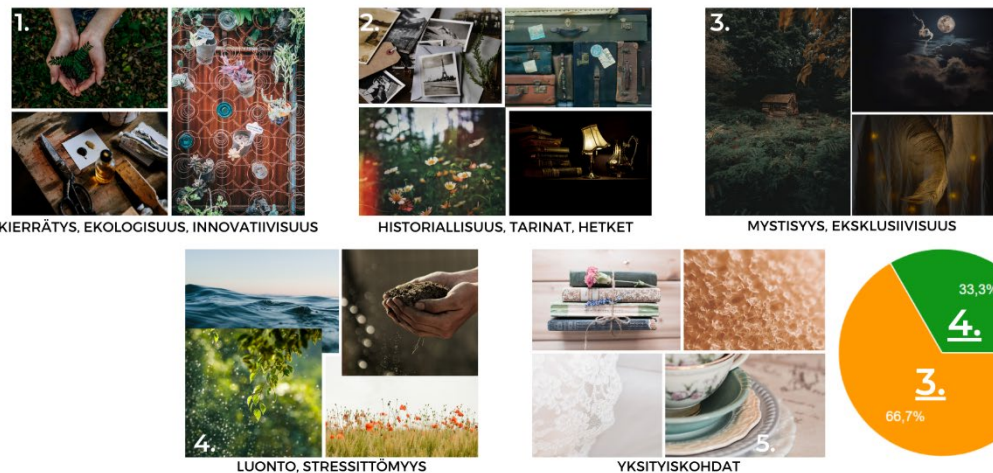 1.
2.
3.
KIERRÄTYS, EKOLOGISUUS, INNOVATIIVISUUS
HISTORIALLISUUS, TARINAT, HETKET
MYSTISYYS, EKSKLUSIIVISUUS
4.
5.
LUONTO, STRESSITTÖMYYS
YKSITYISKOHDAT
33,3%
4.
3.
66,7%